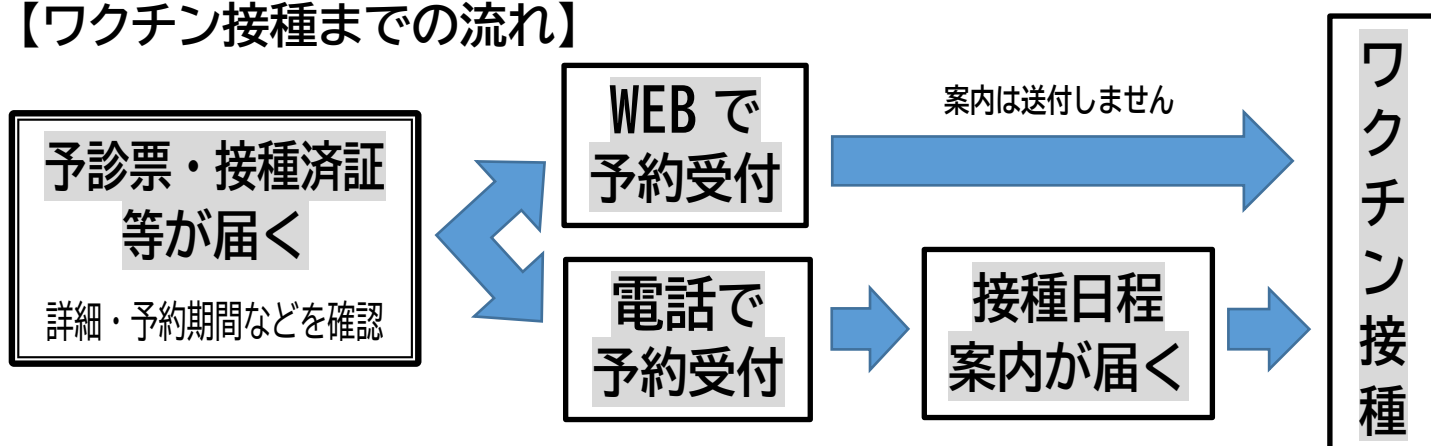 【ワクチン接種までの流れ】
予診票・接種済証
等が届く
詳細・予約期間などを確認
WEB で
予約受付
案内は送付しません
電話で
予約受付
接種日程
案内が届く
ワクチン接種